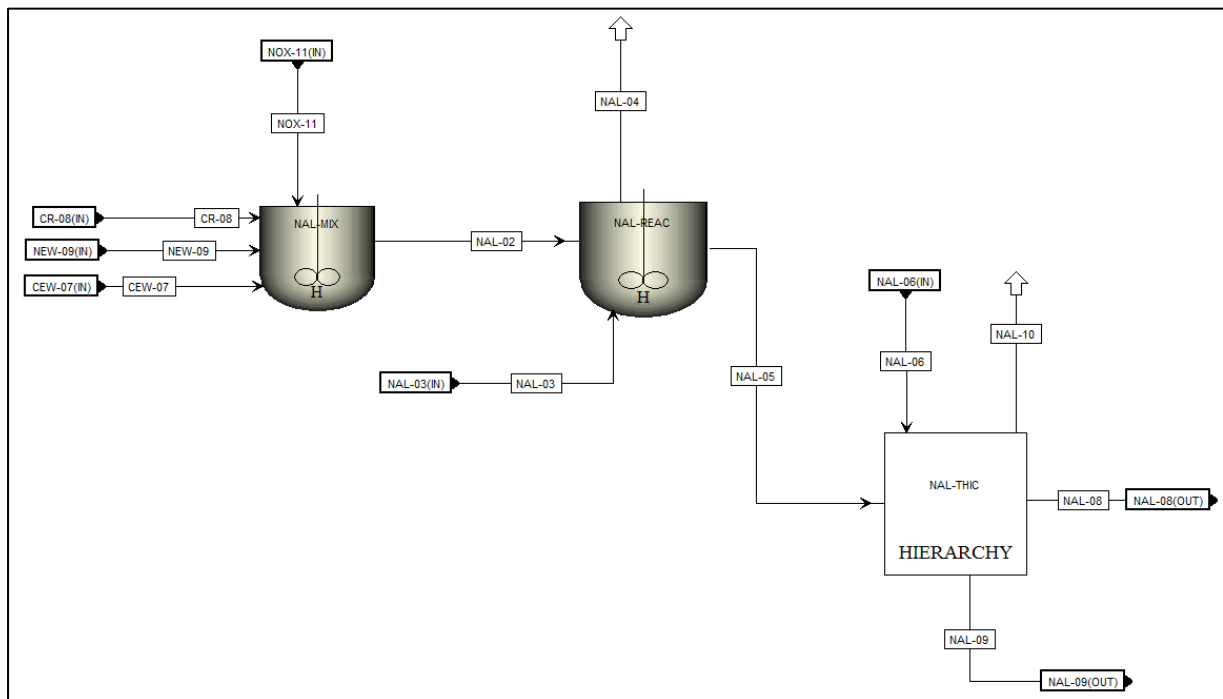 NOX-11(IN)
NAL-04
NOX-11
CR-08(IN)
CR-08
NAL-MIX
NAL-REAC
NEW-09(IN)
NEW-09
NAL-02
CEW-07(IN)
CEW-07
H
H
NAL-06(IN)
NAL-10
NAL-06
NAL-03(IN)
NAL-03
NAL-05
NAL-THIC
NAL-08
NAL-08(OUT)
HIERARCHY
NAL-09
NAL-09(OUT)